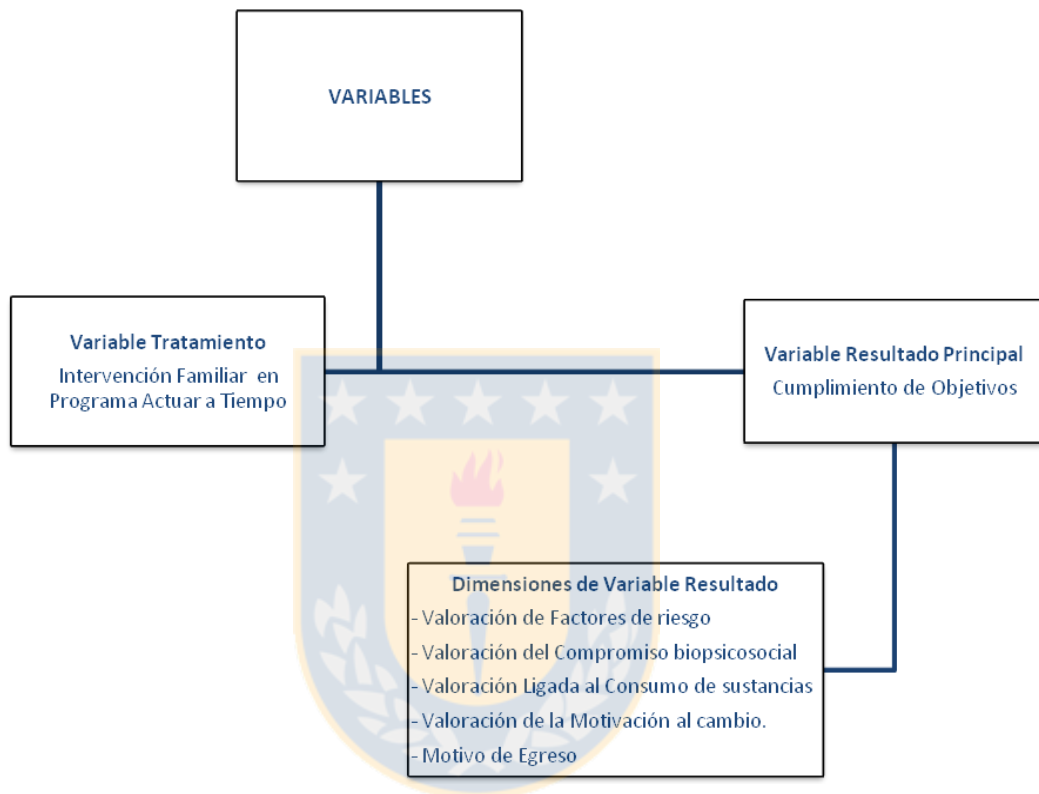 VARIABLES
Variable Tratamiento
Intervención Familiar en
Programa Actuar a Tiempo
Variable Resultado Principal
Cumplimiento de Objetivos
Dimensiones de Variable Resultado
- Valoración de Factores de riesgo
- Valoración del Compromiso biopsicosocial
- Valoración Ligada al Consumo de sustancias
- Valoración de la Motivación al cambio.
- Motivo de Egreso